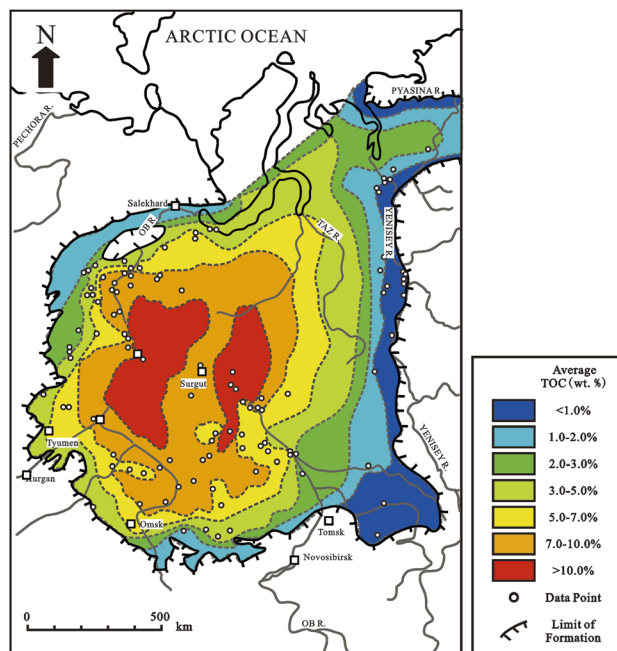 N
ARCTIC OCEAN
PYASINA R.
PECHORA R.
Salekhard
OB R.
TAZ R.
YENISEY R.
Surgut
Tyumen
Kurgan
YENISEY R.
Omsk
Tomsk
Novosibirsk
OB R.
0 500
km
Average
TOC (wt. %)
<1.0%
1.0-2.0%
2.0-3.0%
3.0-5.0%
5.0-7.0%
7.0-10.0%
>10.0%
Data Point
Limit of
Formation